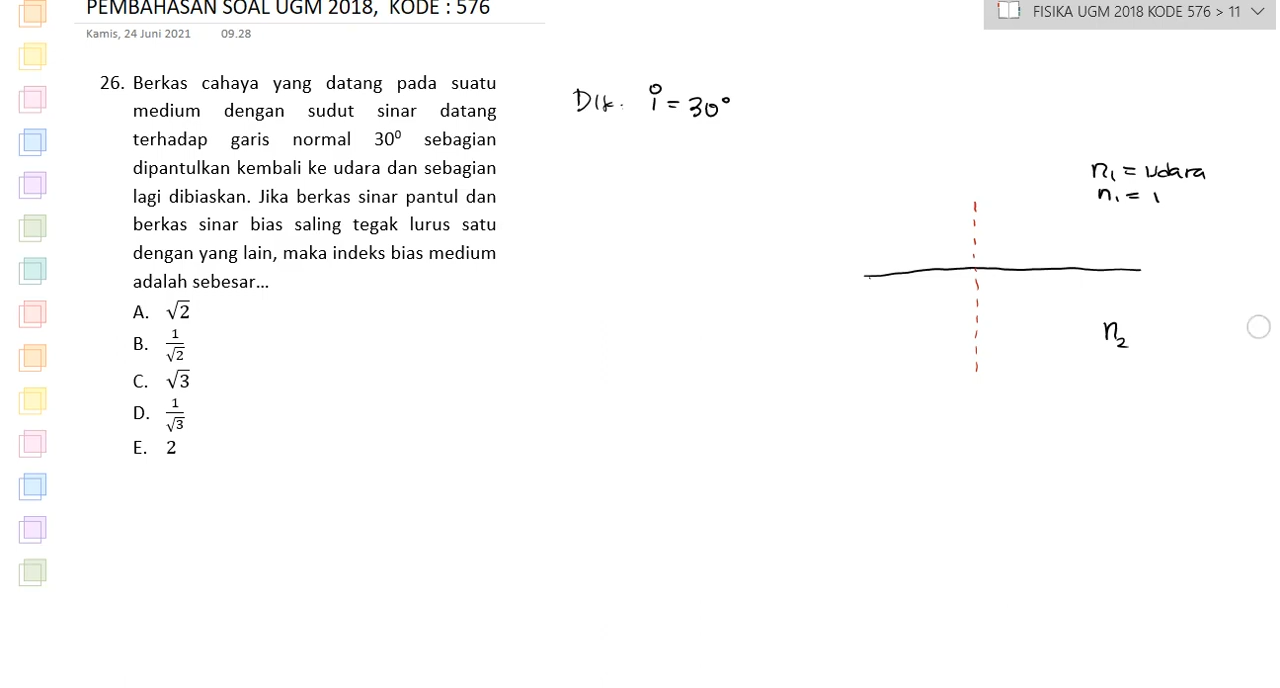 PEMBAHASAN SOAL UGM 2018, KODE : 576
FISIKA UGM 2018 KODE 576 > 11
Kamis, 24 Juni 2021 09.28
26. Berkas cahaya yang datang pada suatu
medium dengan sudut sinar datang
terhadap garis normal 30⁰ sebagian
dipantulkan kembali ke udara dan sebagian
lagi dibiaskan. Jika berkas sinar pantul dan
berkas sinar bias saling tegak lurus satu
dengan yang lain, maka indeks bias medium
adalah sebesar...
A. √2
B. 1/√2
C. √3
D. 1/√3
E. 2
Dik. i = 30°
n₁ = udara
n₁ = 1
n₂